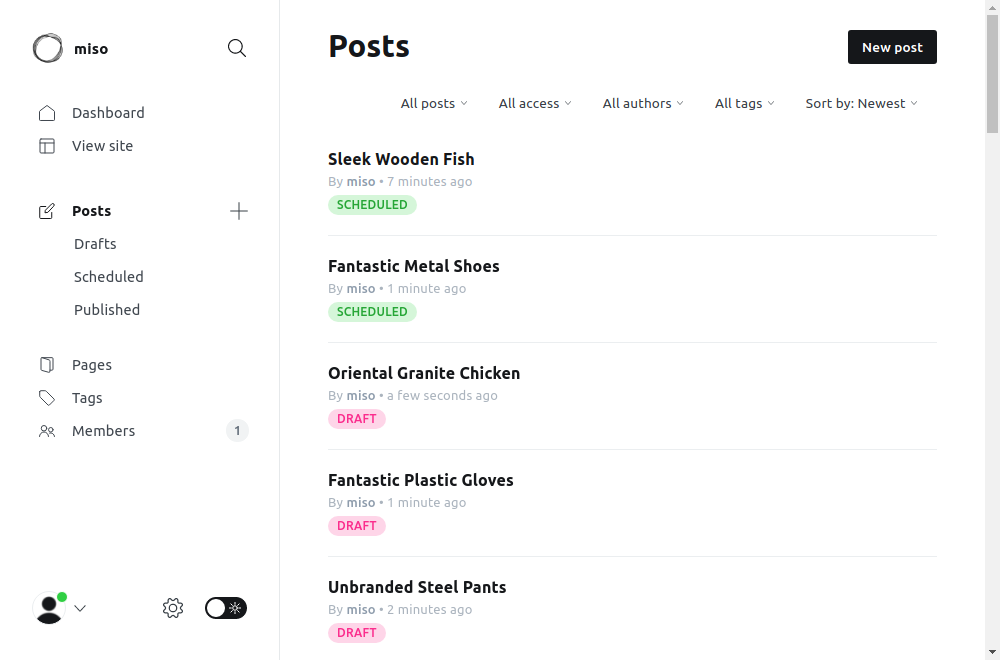 miso
Dashboard
View site
Posts
Drafts
Scheduled
Published
Pages
Tags
Members 1
Posts
New post
All posts All access All authors All tags Sort by: Newest
Sleek Wooden Fish
By miso • 7 minutes ago
SCHEDULED
Fantastic Metal Shoes
By miso • 1 minute ago
SCHEDULED
Oriental Granite Chicken
By miso • a few seconds ago
DRAFT
Fantastic Plastic Gloves
By miso • 1 minute ago
DRAFT
Unbranded Steel Pants
By miso • 2 minutes ago
DRAFT